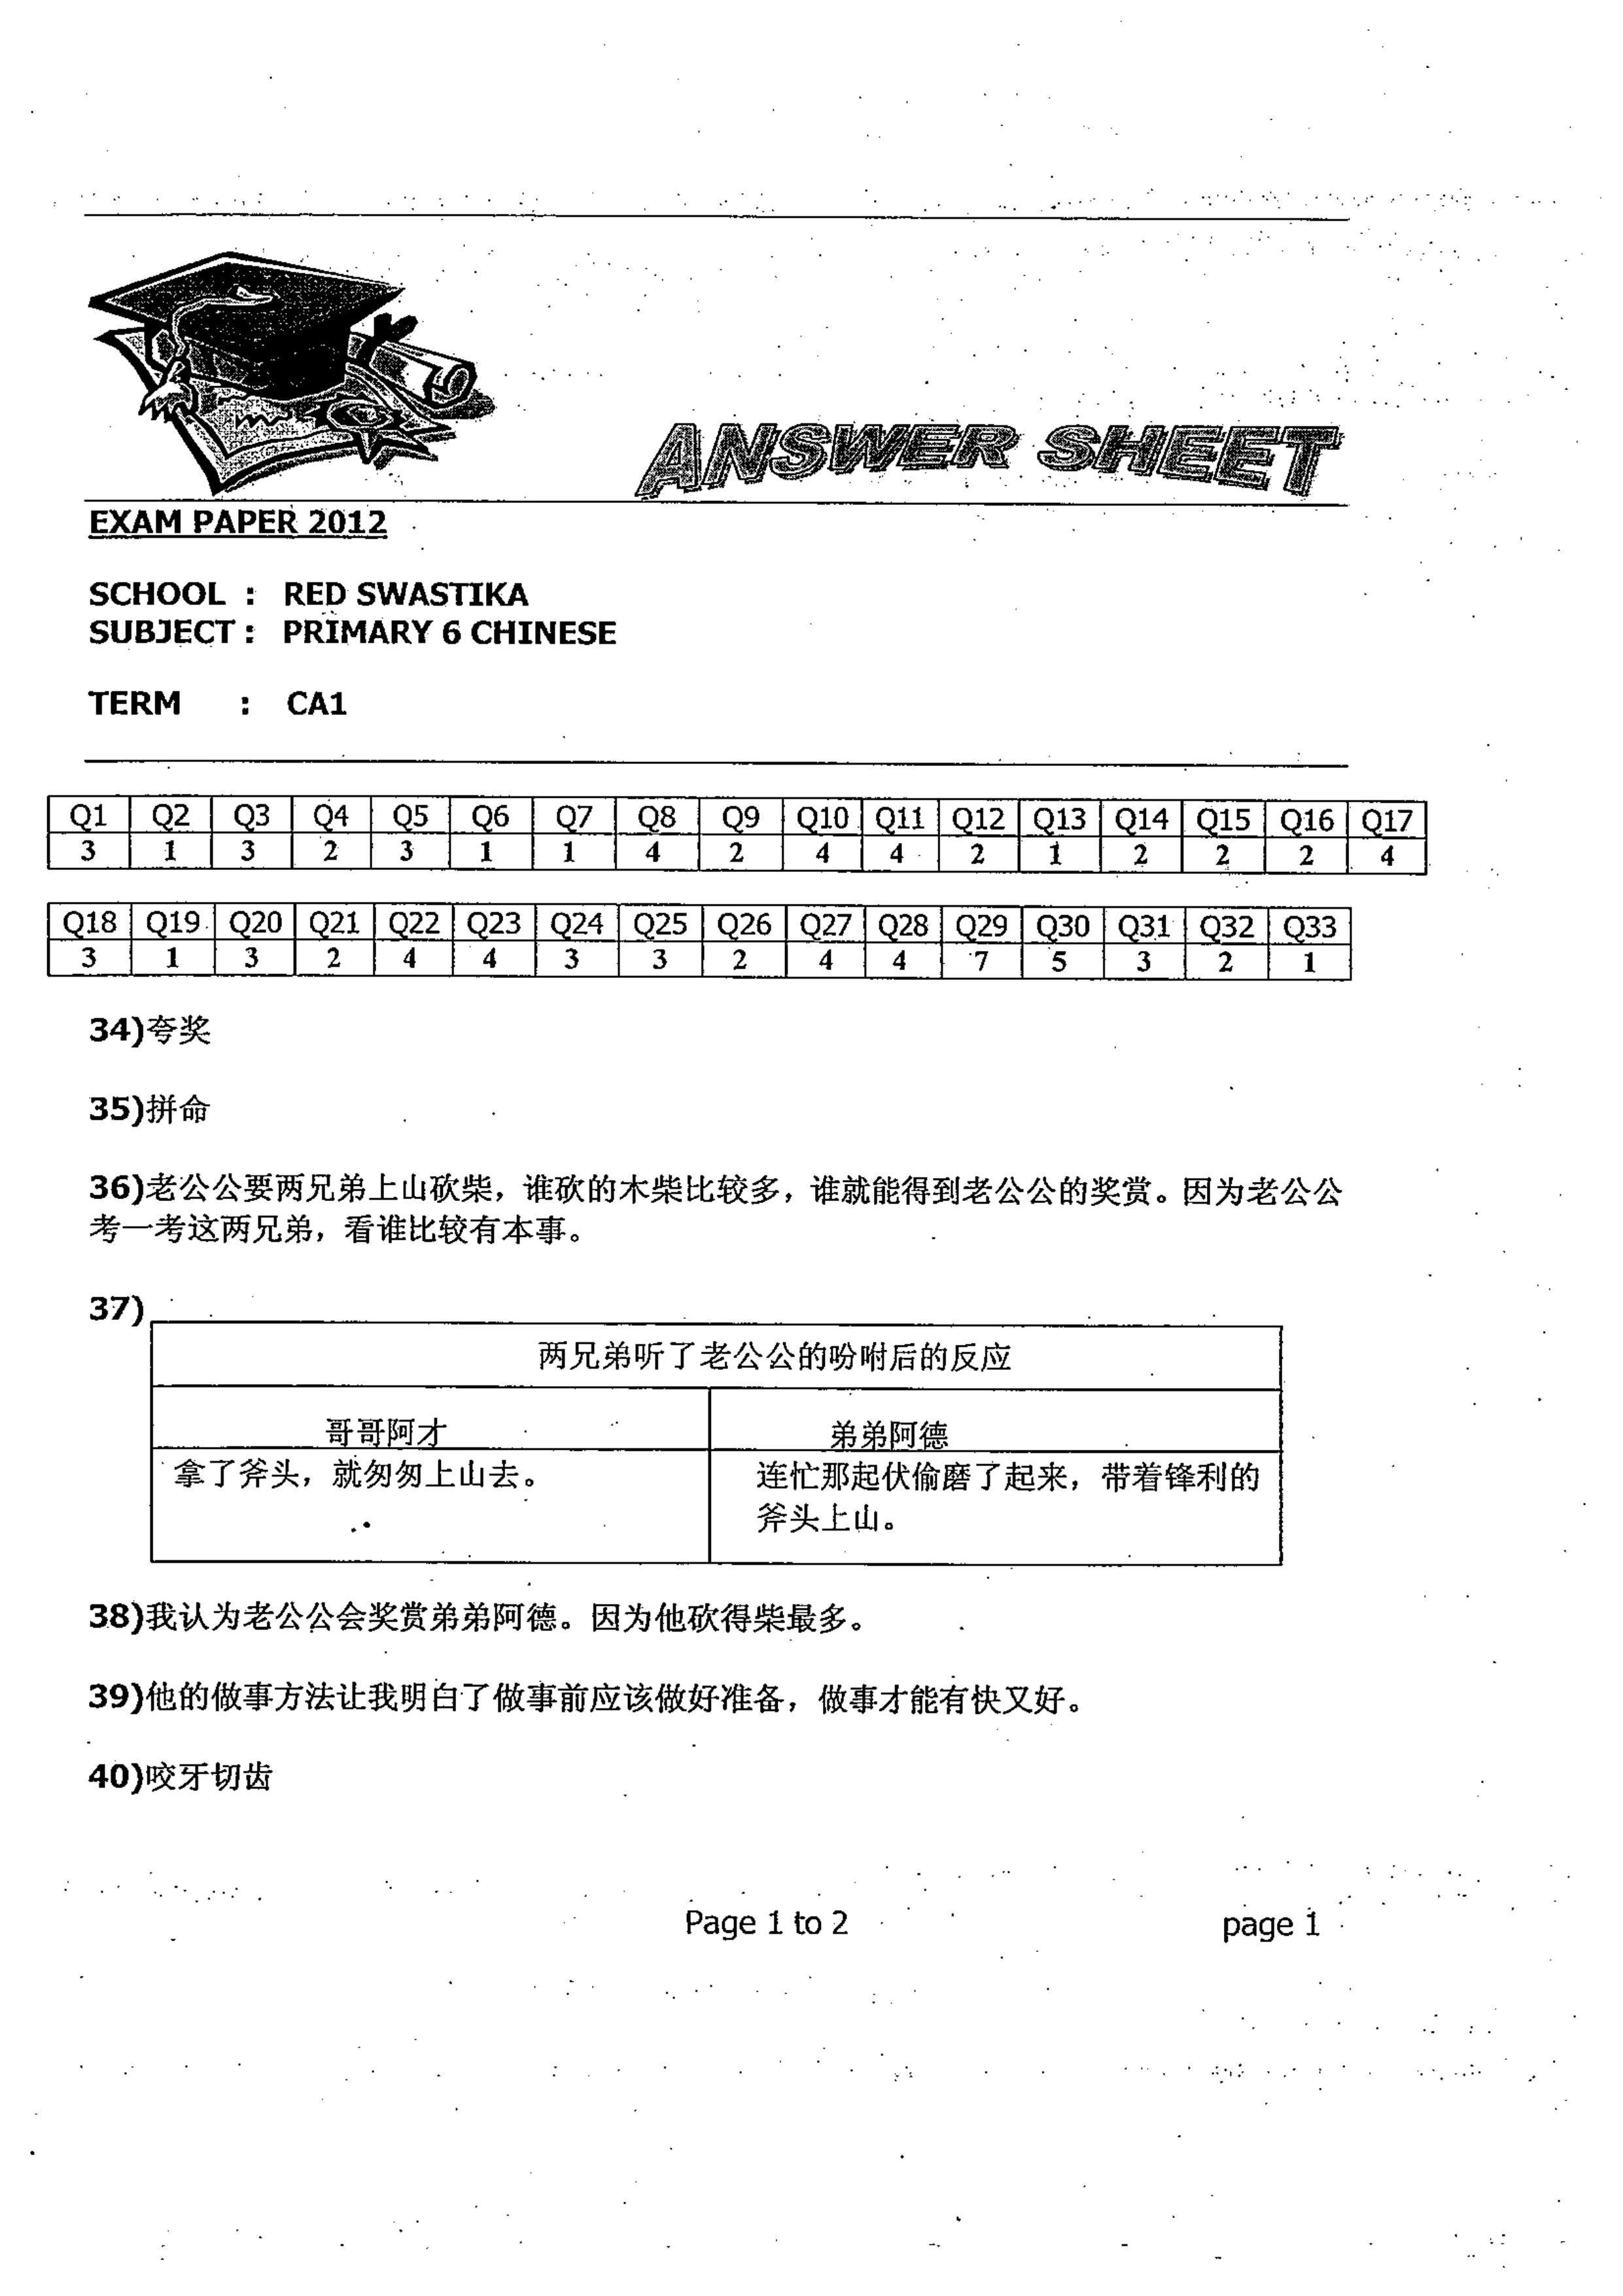 ANSWER SHEET
EXAM PAPER 2012
SCHOOL : RED SWASTIKA
SUBJECT : PRIMARY 6 CHINESE
TERM : CA1
Q1 Q2 Q3 Q4 Q5 Q6 Q7 Q8 Q9 Q10 Q11 Q12 Q13 Q14 Q15 Q16 Q17
3 1 3 2 3 1 1 4 2 4 4 2 1 2 2 2 4
Q18 Q19 Q20 Q21 Q22 Q23 Q24 Q25 Q26 Q27 Q28 Q29 Q30 Q31 Q32 Q33
3 1 3 2 4 4 3 3 2 4 4 7 5 3 2 1
34)夸奖
35)拼命
36)老公公要两兄弟上山砍柴，谁砍的木柴比较多，谁就能得到老公公的奖赏。因为老公公
考一考这两兄弟，看谁比较有本事。
37)
两兄弟听了老公公的吩咐后的反应
哥哥阿才 弟弟阿德
拿了斧头，就匆匆上山去。 连忙那起伏偷磨了起来，带着锋利的
斧头上山。
38)我认为老公公会奖赏弟弟阿德。因为他砍得柴最多。
39)他的做事方法让我明白了做事前应该做好准备，做事才能有快又好。
40)咬牙切齿
Page 1 to 2 page 1